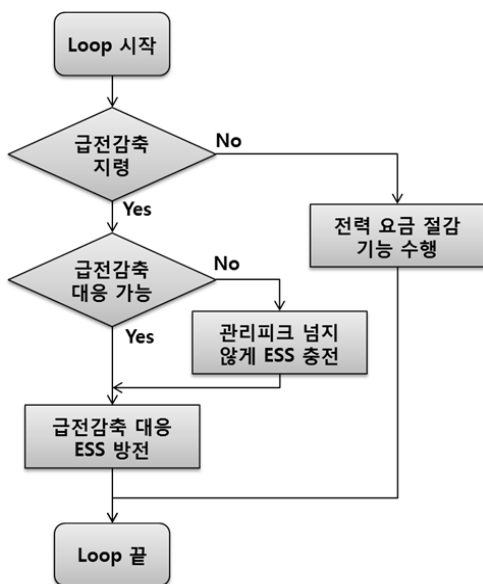 Loop 시작
급전감축
지령
No
Yes
전력 요금 절감
기능 수행
급전감축
대응 가능
No
Yes
관리피크 넘지
않게 ESS 충전
급전감축 대응
ESS 방전
Loop 끝